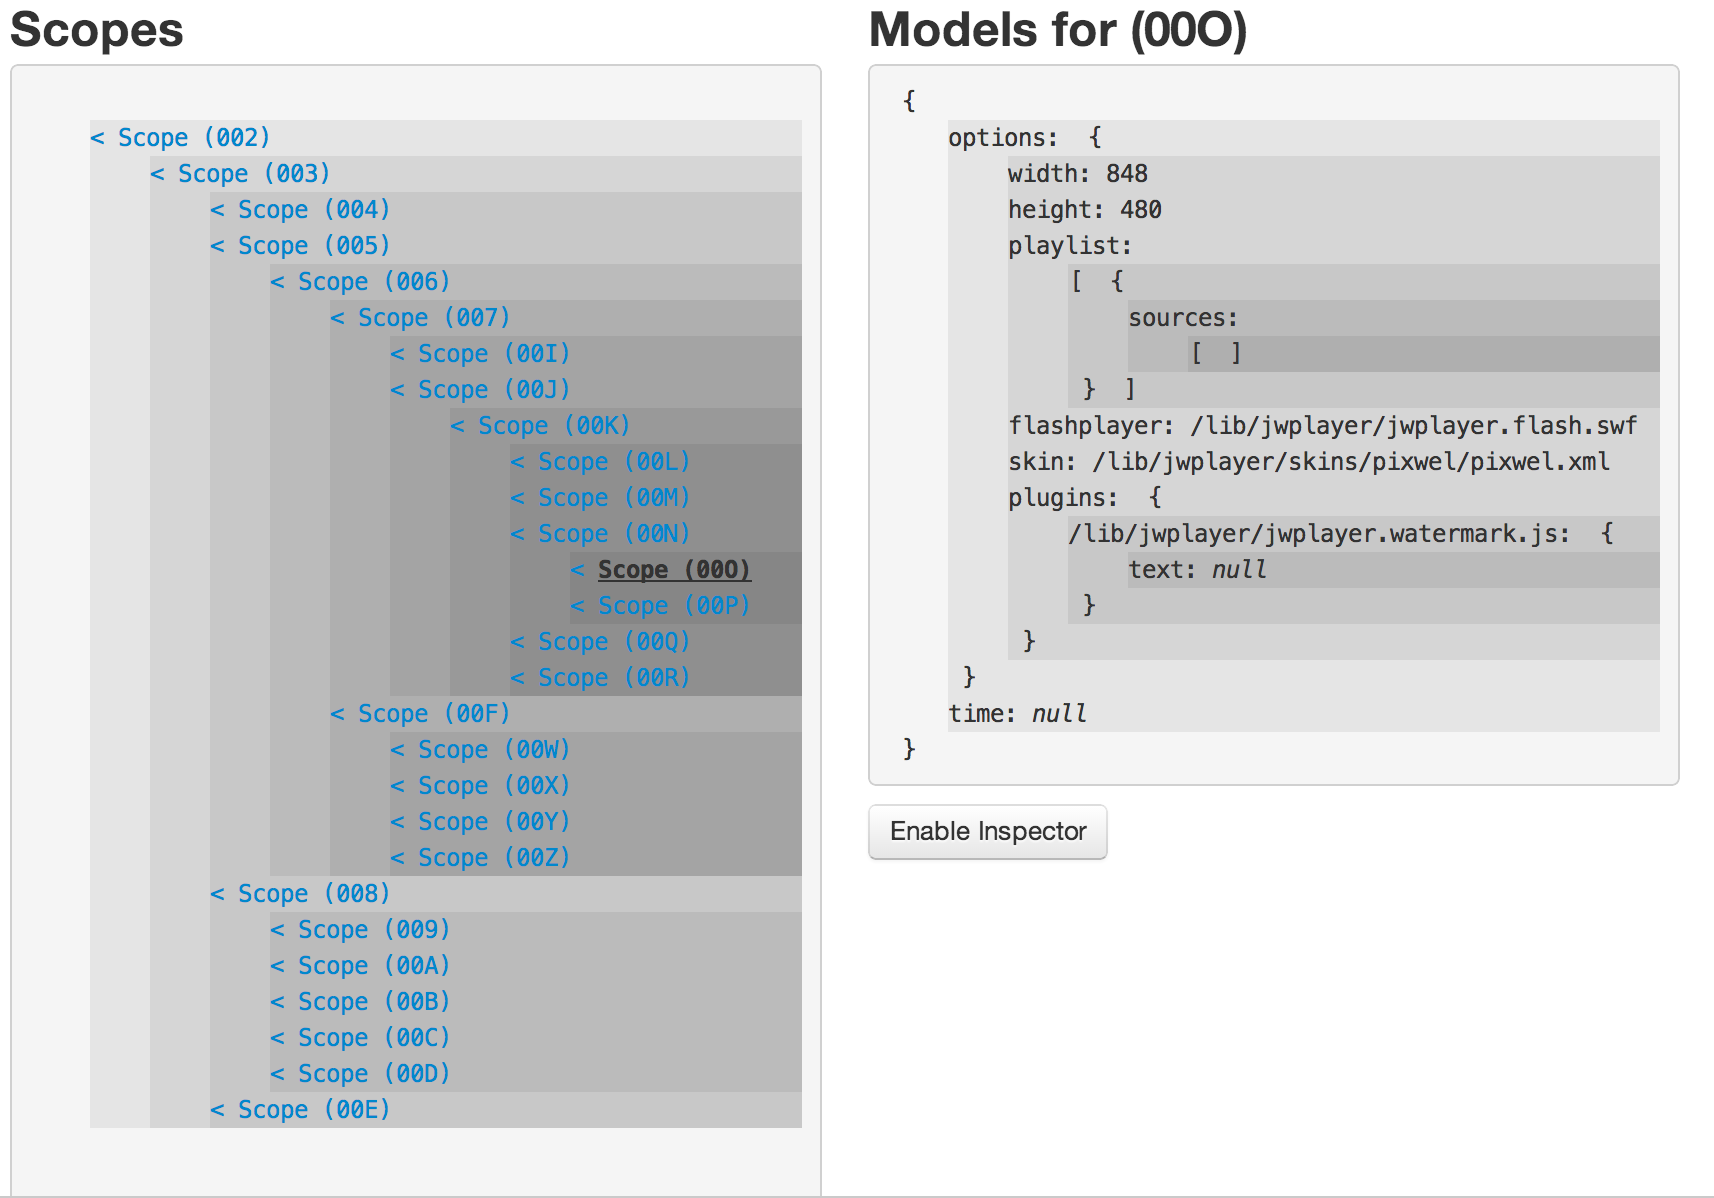 Scopes
< Scope (002)
< Scope (003)
< Scope (004)
< Scope (005)
< Scope (006)
< Scope (007)
< Scope (00I)
< Scope (00J)
< Scope (00K)
< Scope (00L)
< Scope (00M)
< Scope (00N)
< Scope (00O)
< Scope (00P)
< Scope (00Q)
< Scope (00R)
< Scope (00F)
< Scope (00W)
< Scope (00X)
< Scope (00Y)
< Scope (00Z)
< Scope (008)
< Scope (009)
< Scope (00A)
< Scope (00B)
< Scope (00C)
< Scope (00D)
< Scope (00E)
Models for (00O)
{
options: {
width: 848
height: 480
playlist:
[ {
sources:
[ ]
} ]
flashplayer: /lib/jwplayer/jwplayer.flash.swf
skin: /lib/jwplayer/skins/pixwel/pixwel.xml
plugins: {
/lib/jwplayer/jwplayer.watermark.js: {
text: null
}
}
}
time: null
}
Enable Inspector